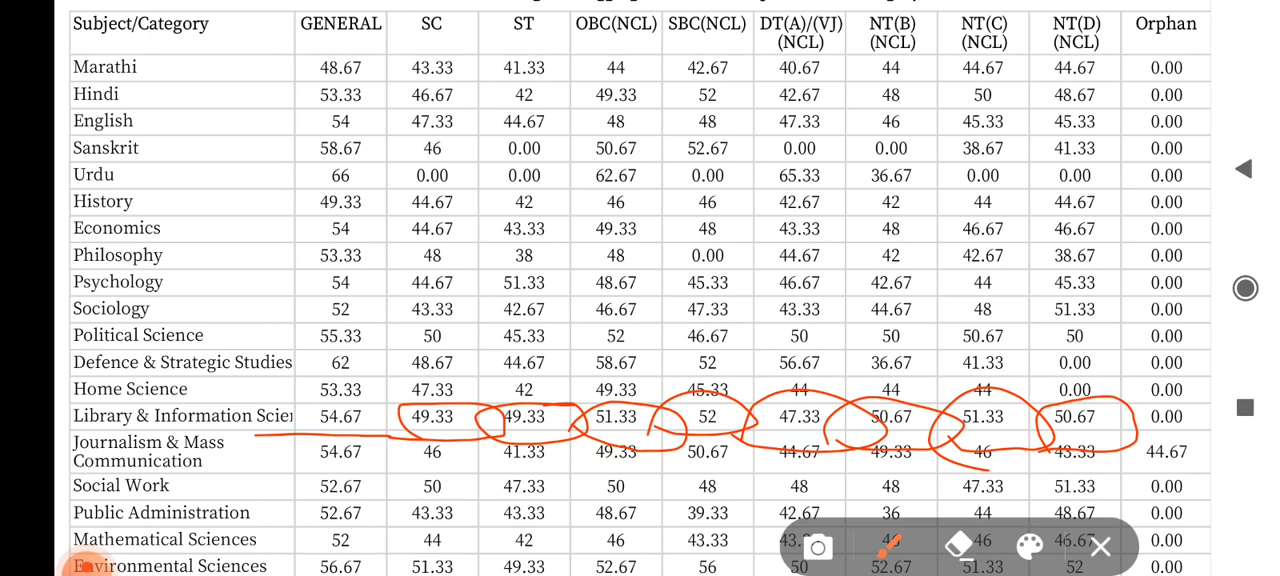 Subject/Category GENERAL SC ST OBC(NCL) SBC(NCL) DT(A)/(VJ) (NCL) NT(B) (NCL) NT(C) (NCL) NT(D) (NCL) Orphan
Marathi 48.67 43.33 41.33 44 42.67 40.67 44 44.67 44.67 0.00
Hindi 53.33 46.67 42 49.33 52 42.67 48 50 48.67 0.00
English 54 47.33 44.67 48 48 47.33 46 45.33 45.33 0.00
Sanskrit 58.67 46 0.00 50.67 52.67 0.00 0.00 38.67 41.33 0.00
Urdu 66 0.00 0.00 62.67 0.00 65.33 36.67 0.00 0.00 0.00
History 49.33 44.67 42 46 46 42.67 42 44 44.67 0.00
Economics 54 44.67 43.33 49.33 48 43.33 48 46.67 46.67 0.00
Philosophy 53.33 48 38 48 0.00 44.67 42 42.67 38.67 0.00
Psychology 54 44.67 51.33 48.67 45.33 46.67 42.67 44 45.33 0.00
Sociology 52 43.33 42.67 46.67 47.33 43.33 44.67 48 51.33 0.00
Political Science 55.33 50 45.33 52 46.67 50 50 50.67 50 0.00
Defence & Strategic Studies 62 48.67 44.67 58.67 52 56.67 36.67 41.33 0.00 0.00
Home Science 53.33 47.33 42 49.33 45.33 44 44 44 0.00 0.00
Library & Information Scie 54.67 49.33 49.33 51.33 52 47.33 50.67 51.33 50.67 0.00
Journalism & Mass
Communication 54.67 46 41.33 49.33 50.67 44.67 49.33 46 43.33 44.67
Social Work 52.67 50 47.33 50 48 48 48 47.33 51.33 0.00
Public Administration 52.67 43.33 43.33 48.67 39.33 42.67 36 44 48.67 0.00
Mathematical Sciences 52 44 42 46 43.33 46 46.67 0.00
Environmental Sciences 56.67 51.33 49.33 52.67 56 50 52.67 51.33 52 0.00